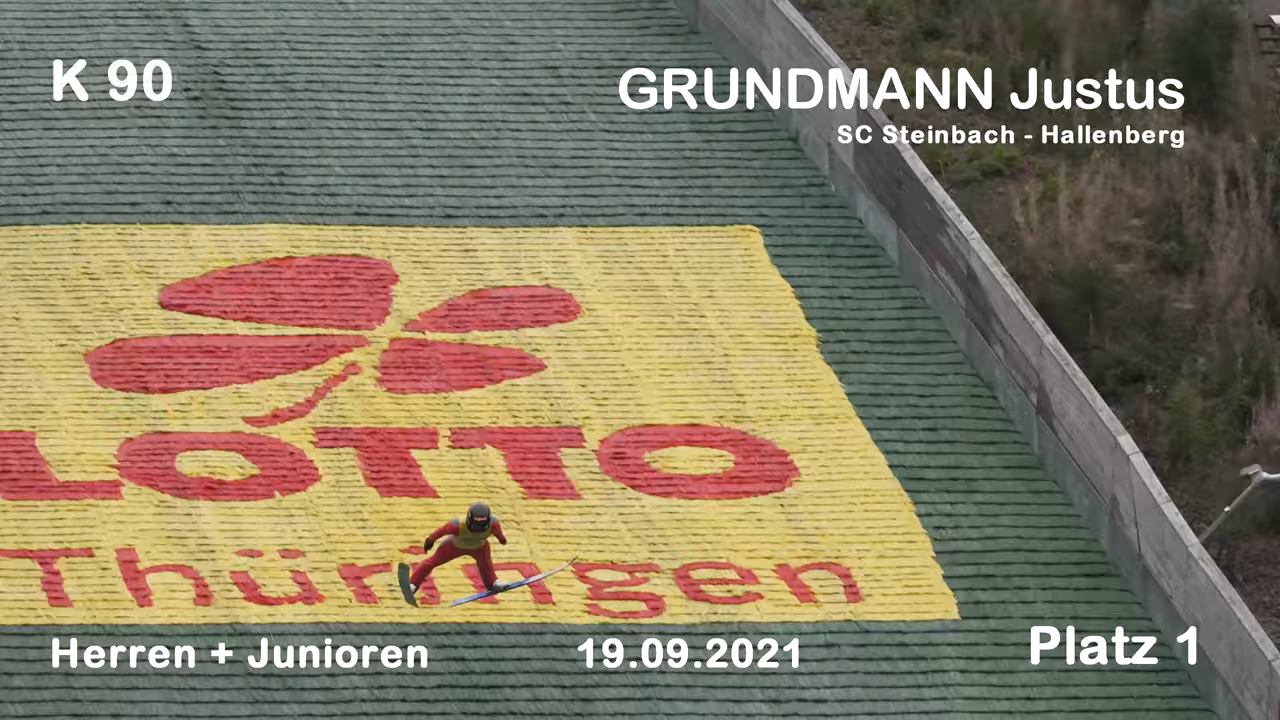 K 90
GRUNDMANN Justus
SC Steinbach - Hallenberg
LOTTO
Thüringen
Herren + Junioren
19.09.2021
Platz 1